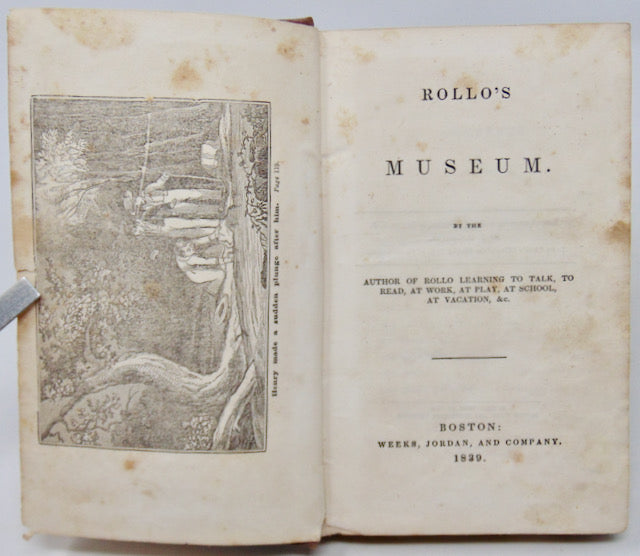 Henry made a sudden plunge after him. Page 119.
ROLLO'S
MUSEUM.
BY THE
AUTHOR OF ROLLO LEARNING TO TALK, TO
READ, AT WORK, AT PLAY, AT SCHOOL,
AT VACATION, &c.
BOSTON:
WEEKS, JORDAN, AND COMPANY.
1839.